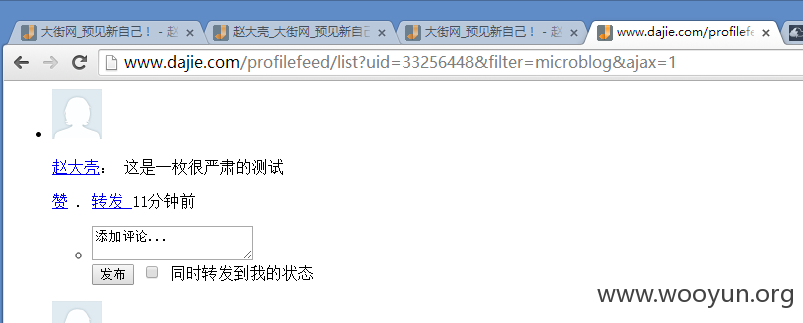 大街网_预见新自己！ - 赵
赵大壳_大街网_预见新自己
大街网_预见新自己！ - 赵
www.dajie.com/profilefe
www.dajie.com/profilefeed/list?uid=33256448&filter=microblog&ajax=1
赵大壳： 这是一枚很严肃的测试
赞 . 转发 11分钟前
添加评论...
发布 同时转发到我的状态
www.wooyun.org